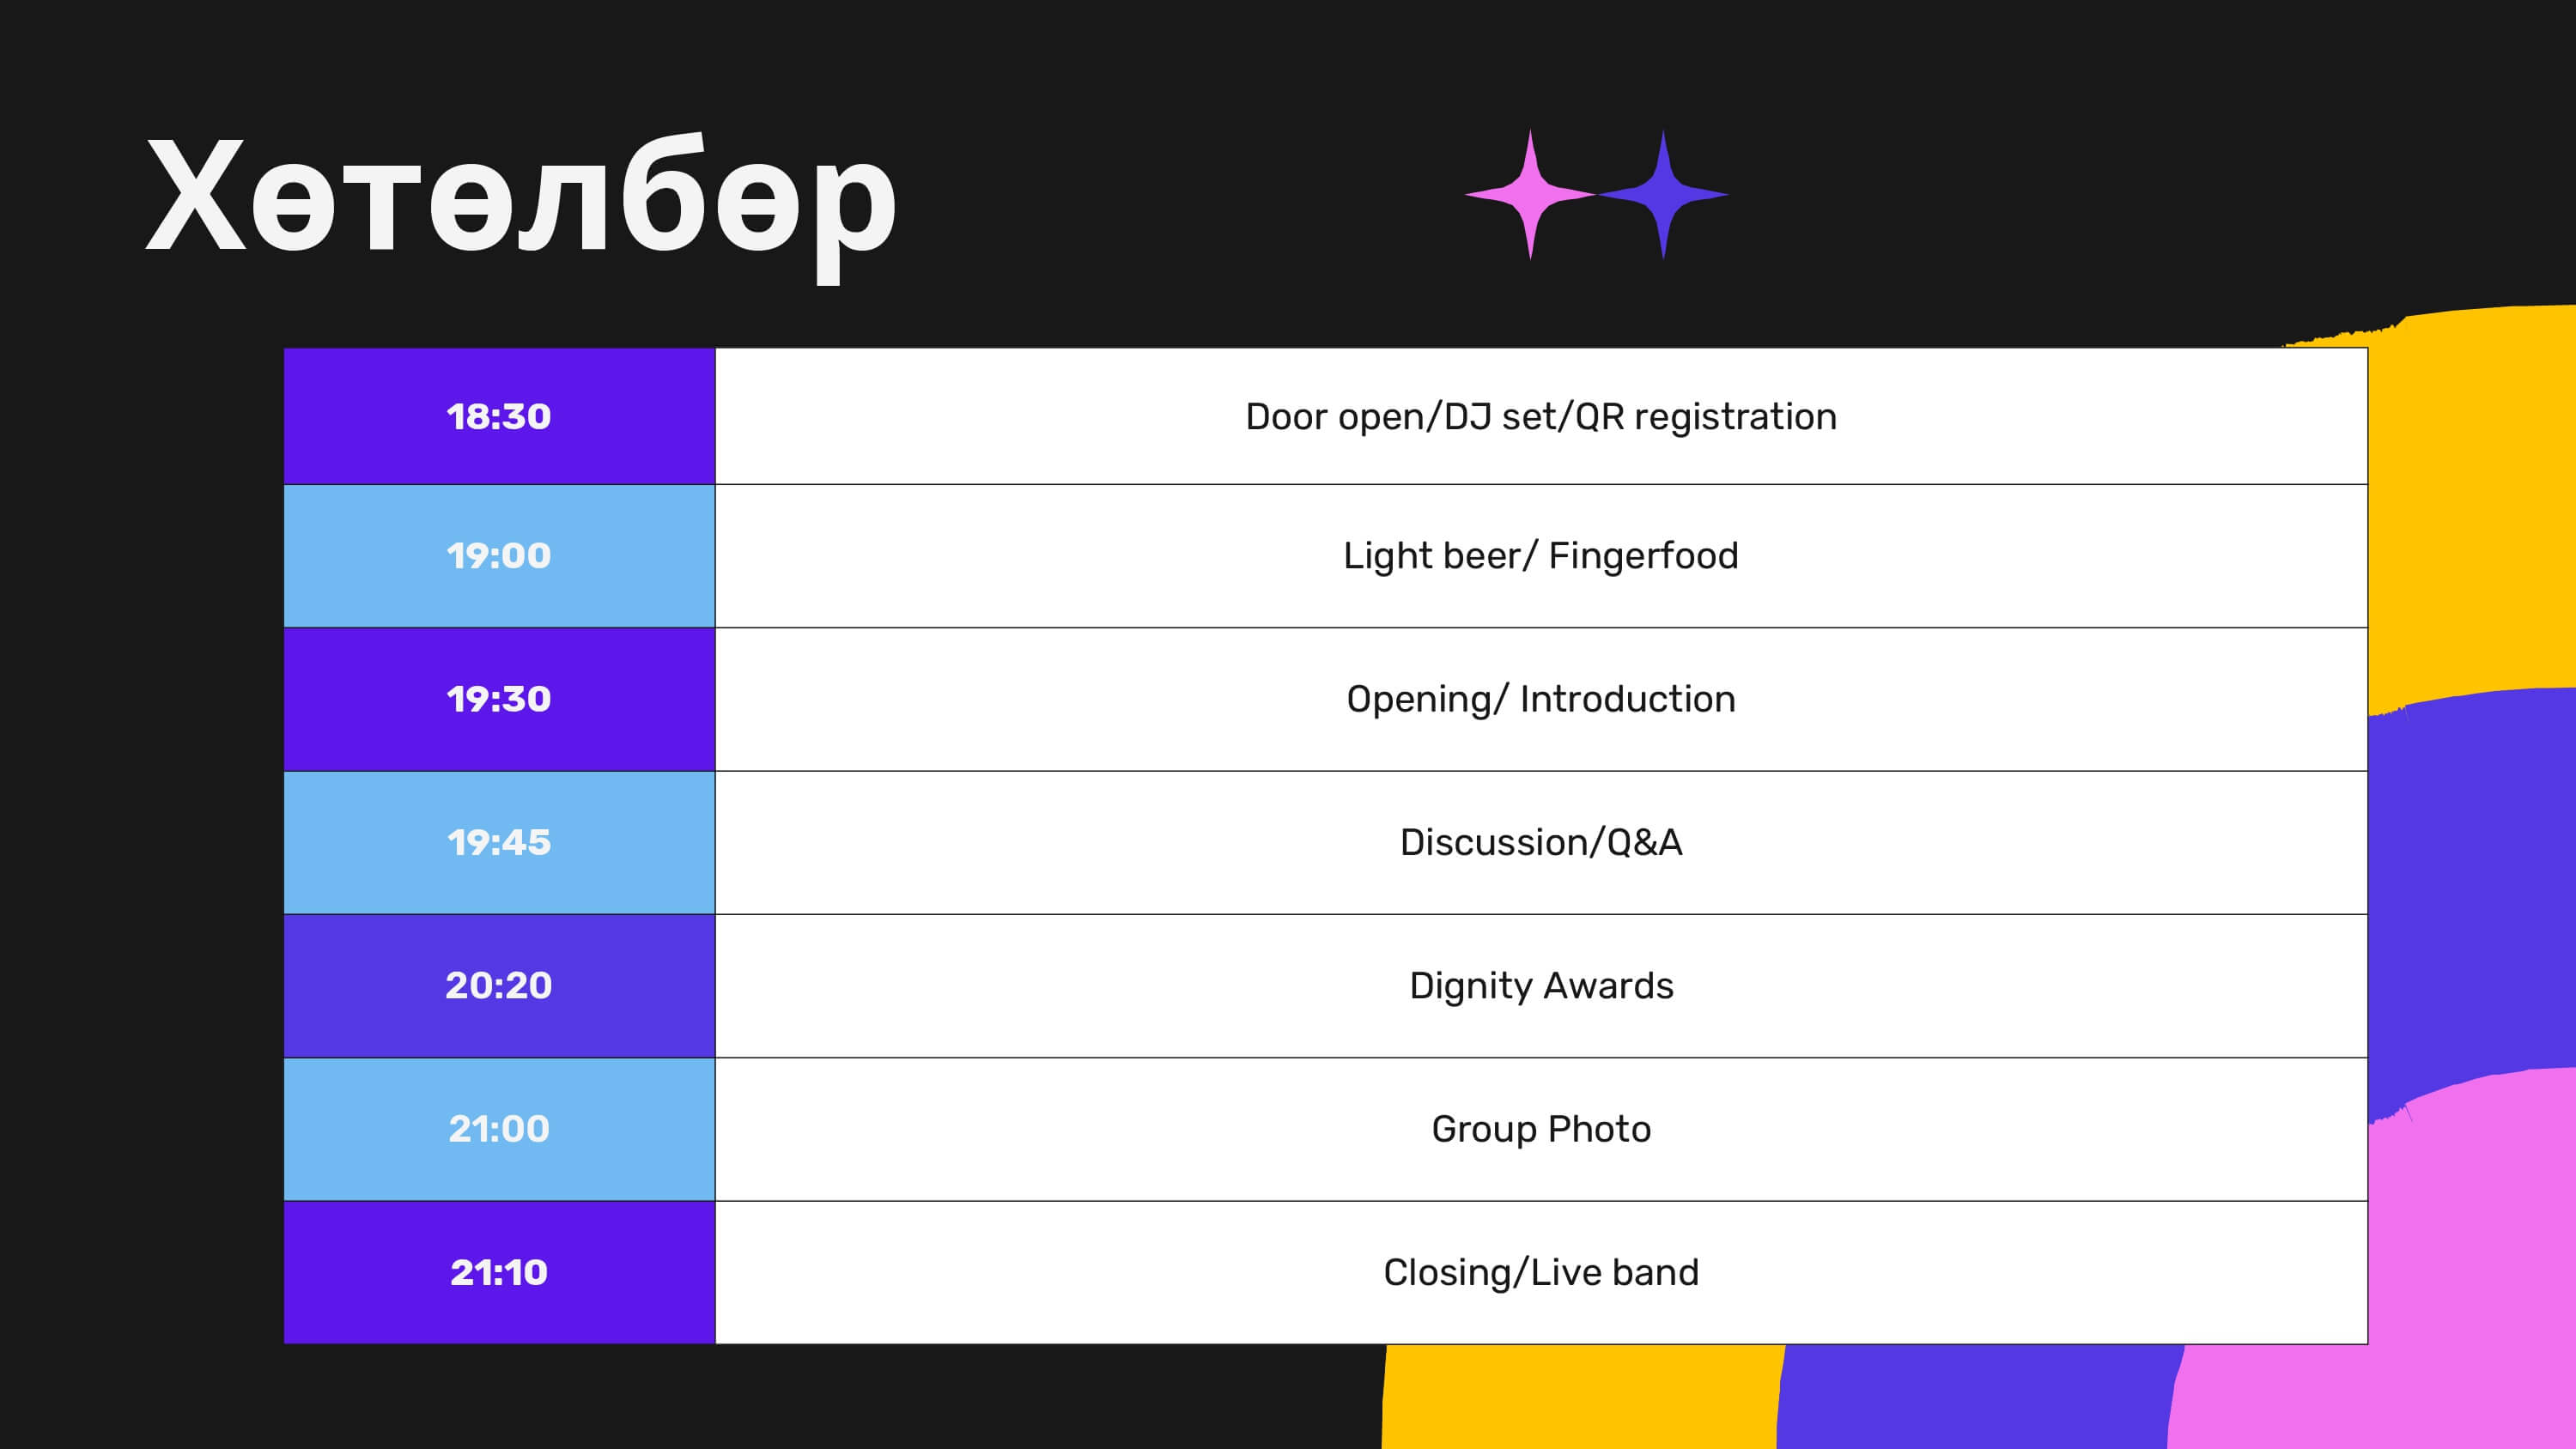 Хөтөлбөр
18:30 Door open/DJ set/QR registration
19:00 Light beer/ Fingerfood
19:30 Opening/ Introduction
19:45 Discussion/Q&A
20:20 Dignity Awards
21:00 Group Photo
21:10 Closing/Live band